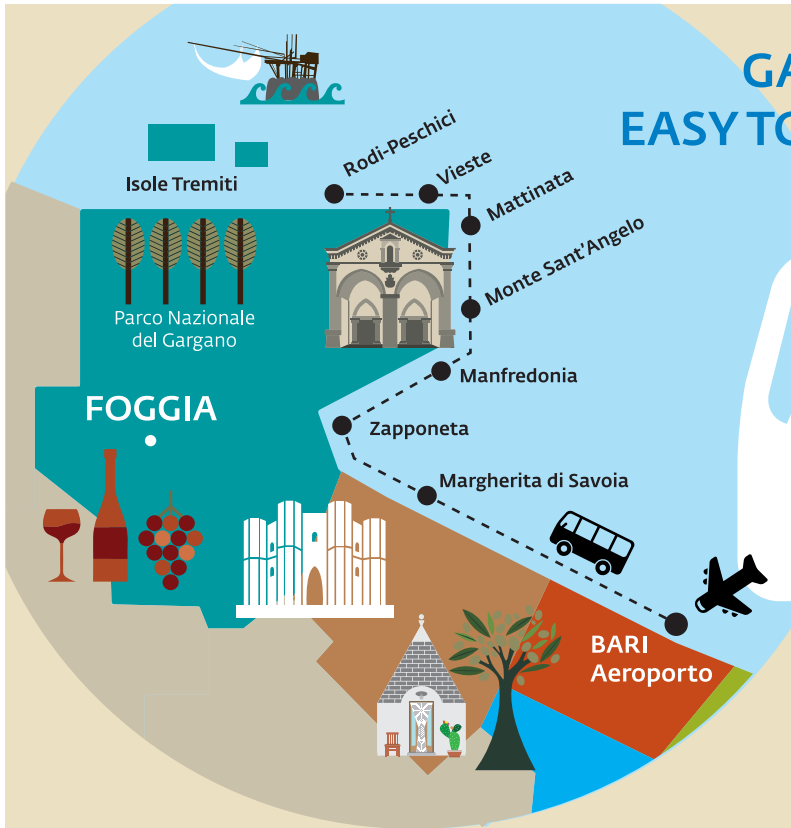 GA
EASY TO
Rodi-Peschici
Vieste
Isole Tremiti
Mattinata
Monte Sant'Angelo
Parco Nazionale
del Gargano
Manfredonia
FOGGIA
Zapponeta
Margherita di Savoia
BARI
Aeroporto